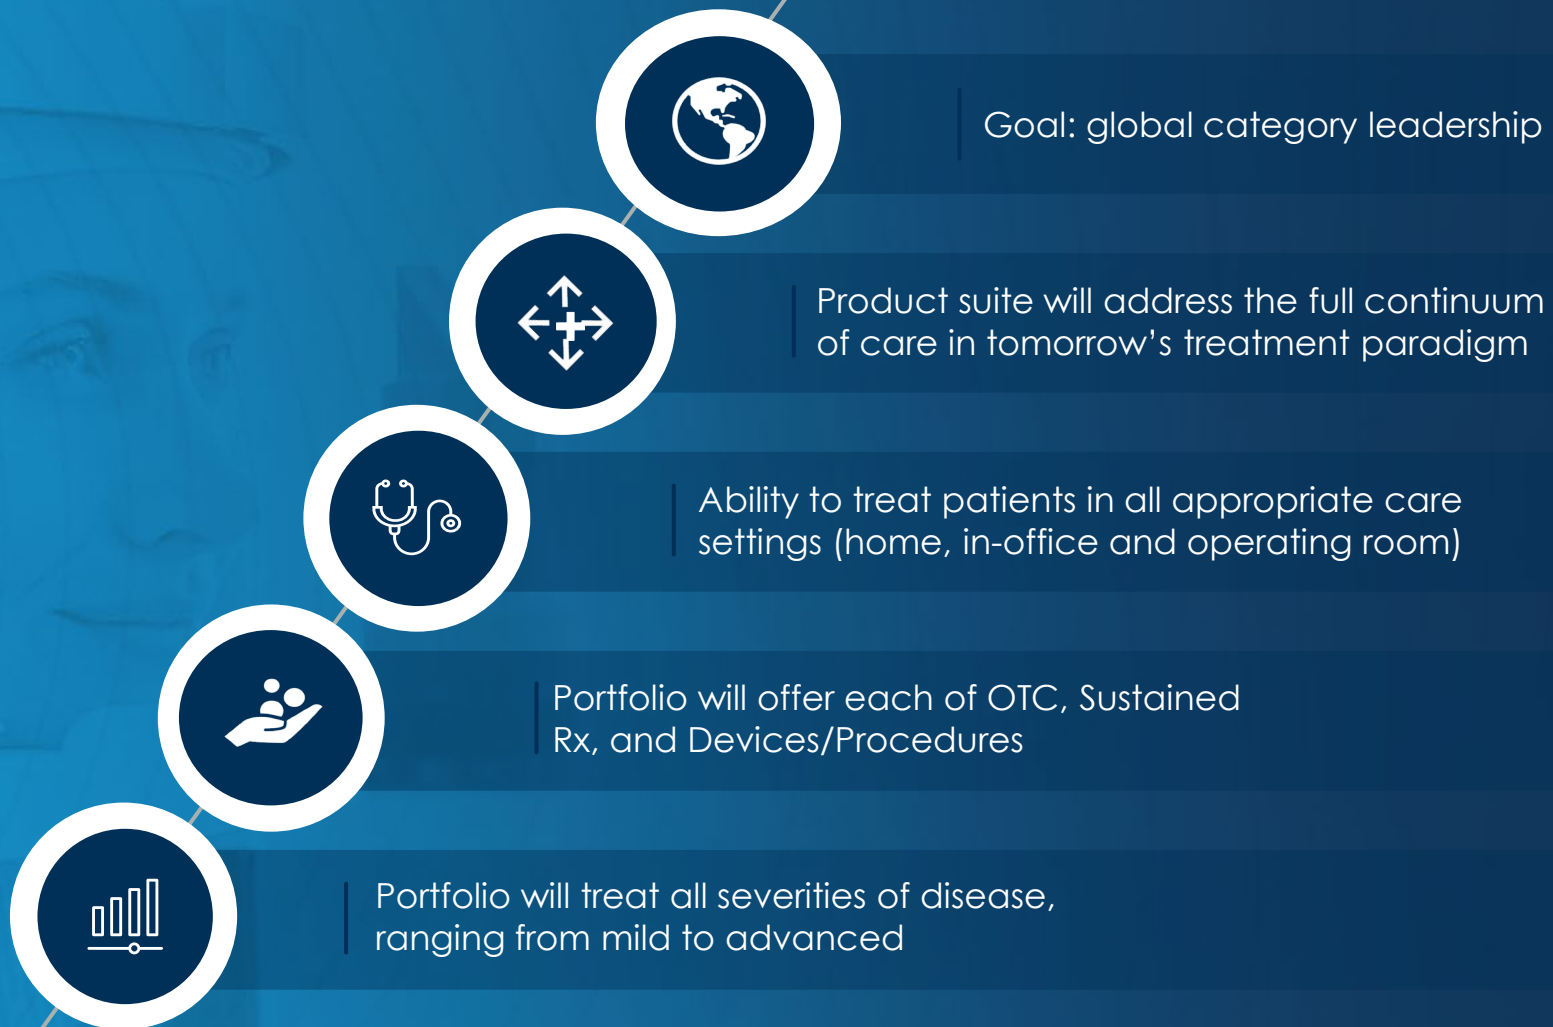 Goal: global category leadership
Product suite will address the full continuum
of care in tomorrow’s treatment paradigm
Ability to treat patients in all appropriate care
settings (home, in-office and operating room)
Portfolio will offer each of OTC, Sustained
Rx, and Devices/Procedures
Portfolio will treat all severities of disease,
ranging from mild to advanced